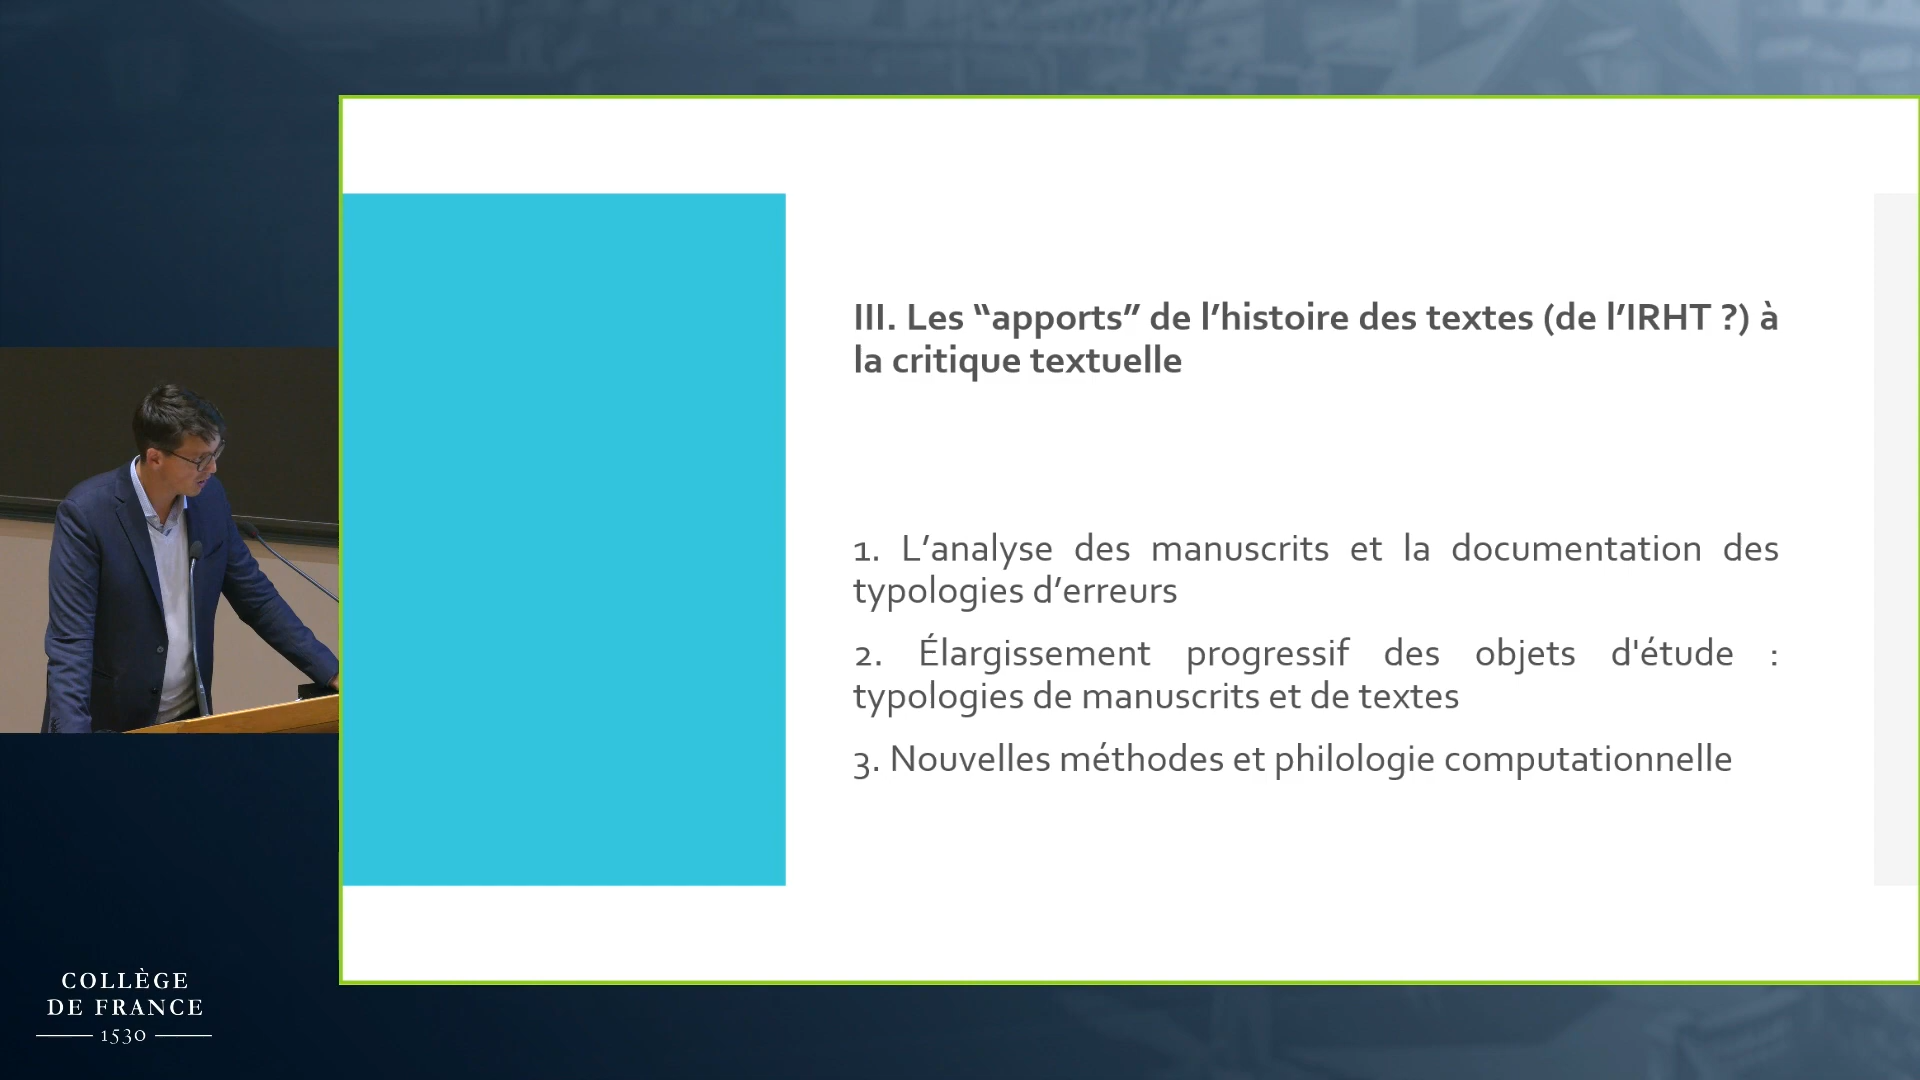 III. Les “apports” de l’histoire des textes (de l’IRHT ?) à
la critique textuelle
1. L’analyse des manuscrits et la documentation des
typologies d’erreurs
2. Élargissement progressif des objets d'étude :
typologies de manuscrits et de textes
3. Nouvelles méthodes et philologie computationnelle
COLLÈGE
DE FRANCE
1530